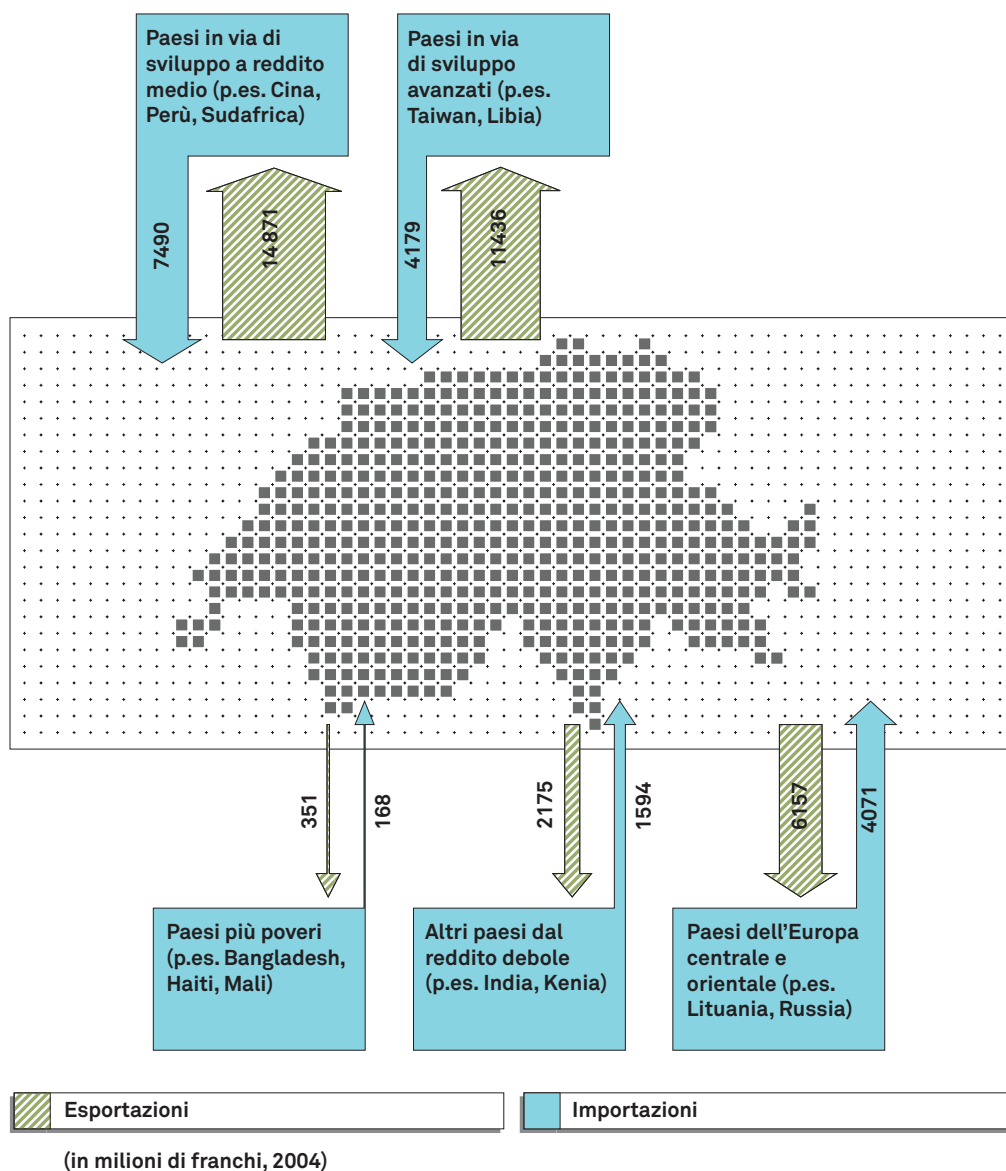 Paesi in via di
sviluppo a reddito
medio (p.es. Cina,
Perù, Sudafrica)
Paesi in via
di sviluppo
avanzati (p.es.
Taiwan, Libia)
7490
14871
4179
11436
351
168
2175
1594
6157
4071
Paesi più poveri
(p.es. Bangladesh,
Haiti, Mali)
Altri paesi dal
reddito debole
(p.es. India, Kenia)
Paesi dell’Europa
centrale e
orientale (p.es.
Lituania, Russia)
Esportazioni
Importazioni
(in milioni di franchi, 2004)